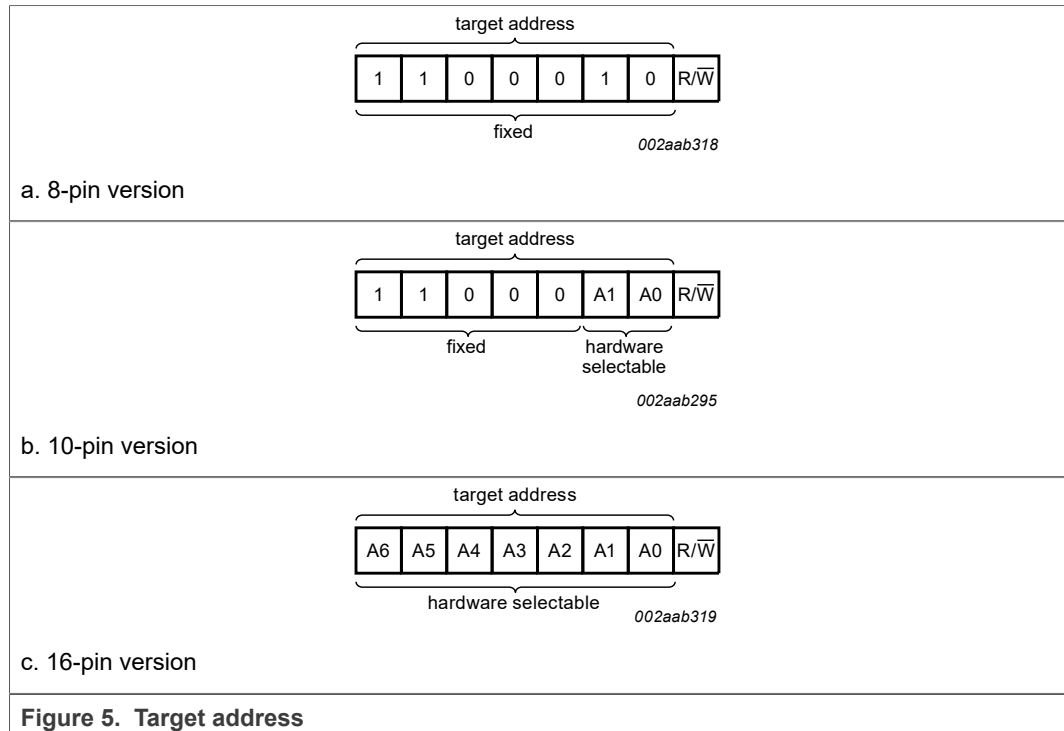 target address
1 1 0 0 0 1 0 R/W̅
fixed
002aab318
a. 8-pin version
target address
1 1 0 0 0 A1 A0 R/W̅
fixed hardware
selectable
002aab295
b. 10-pin version
target address
A6 A5 A4 A3 A2 A1 A0 R/W̅
hardware selectable
002aab319
c. 16-pin version
Figure 5. Target address